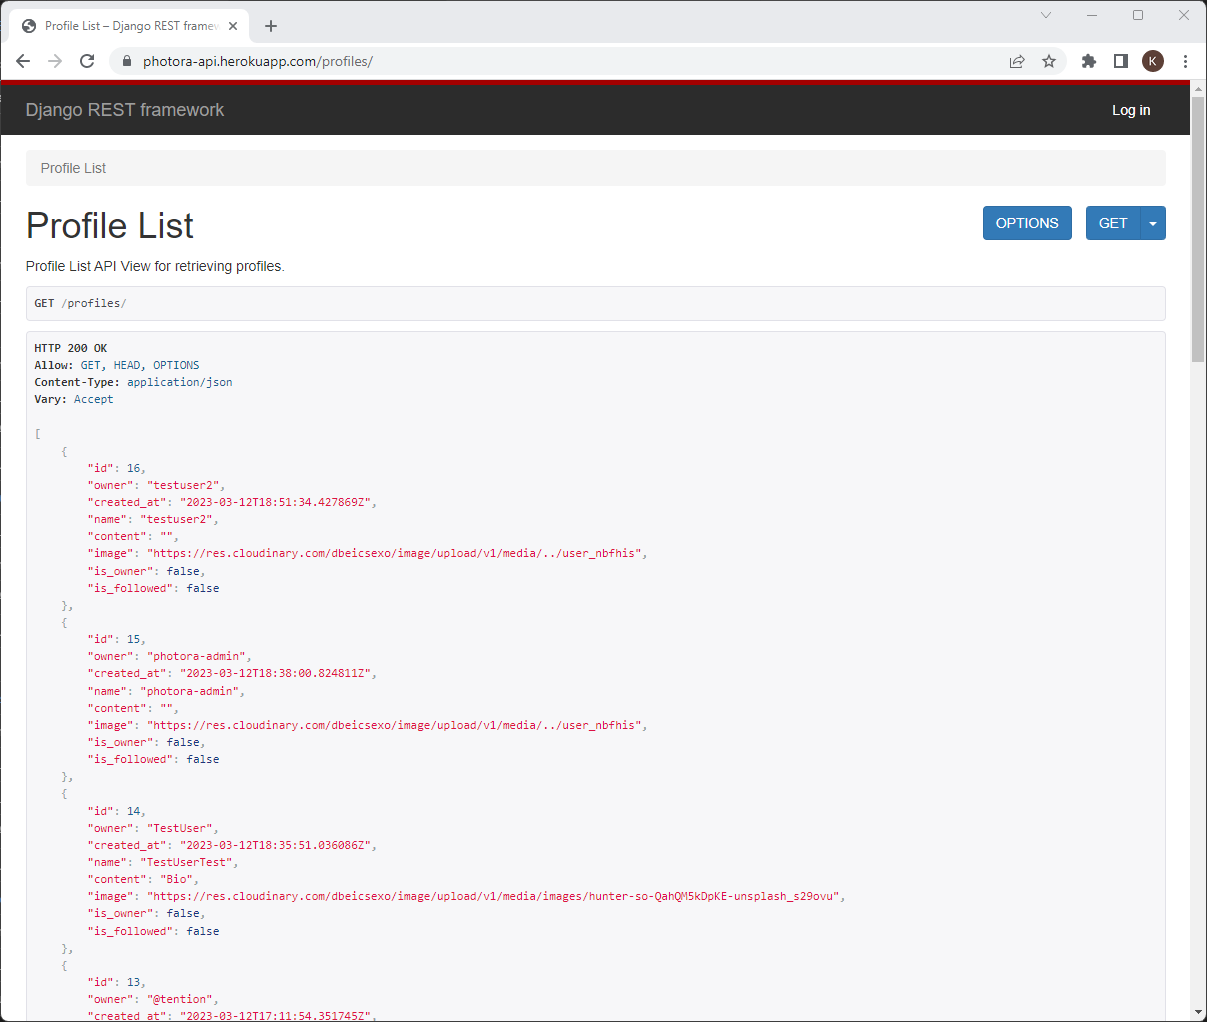 Profile List – Django REST framew
photora-api.herokuapp.com/profiles/
K
Django REST framework
Log in
Profile List
Profile List
OPTIONS
GET
Profile List API View for retrieving profiles.
GET /profiles/
HTTP 200 OK
Allow: GET, HEAD, OPTIONS
Content-Type: application/json
Vary: Accept
[
    {
        "id": 16,
        "owner": "testuser2",
        "created_at": "2023-03-12T18:51:34.427869Z",
        "name": "testuser2",
        "content": "",
        "image": "https://res.cloudinary.com/dbeicsexo/image/upload/v1/media/../user_nbfhis",
        "is_owner": false,
        "is_followed": false
    },
    {
        "id": 15,
        "owner": "photora-admin",
        "created_at": "2023-03-12T18:38:00.824811Z",
        "name": "photora-admin",
        "content": "",
        "image": "https://res.cloudinary.com/dbeicsexo/image/upload/v1/media/../user_nbfhis",
        "is_owner": false,
        "is_followed": false
    },
    {
        "id": 14,
        "owner": "TestUser",
        "created_at": "2023-03-12T18:35:51.036086Z",
        "name": "TestUserTest",
        "content": "Bio",
        "image": "https://res.cloudinary.com/dbeicsexo/image/upload/v1/media/images/hunter-so-QahQM5kDpKE-unsplash_s29ovu",
        "is_owner": false,
        "is_followed": false
    },
    {
        "id": 13,
        "owner": "@tention",
        "created_at": "2023-03-12T17:11:54.351745Z",